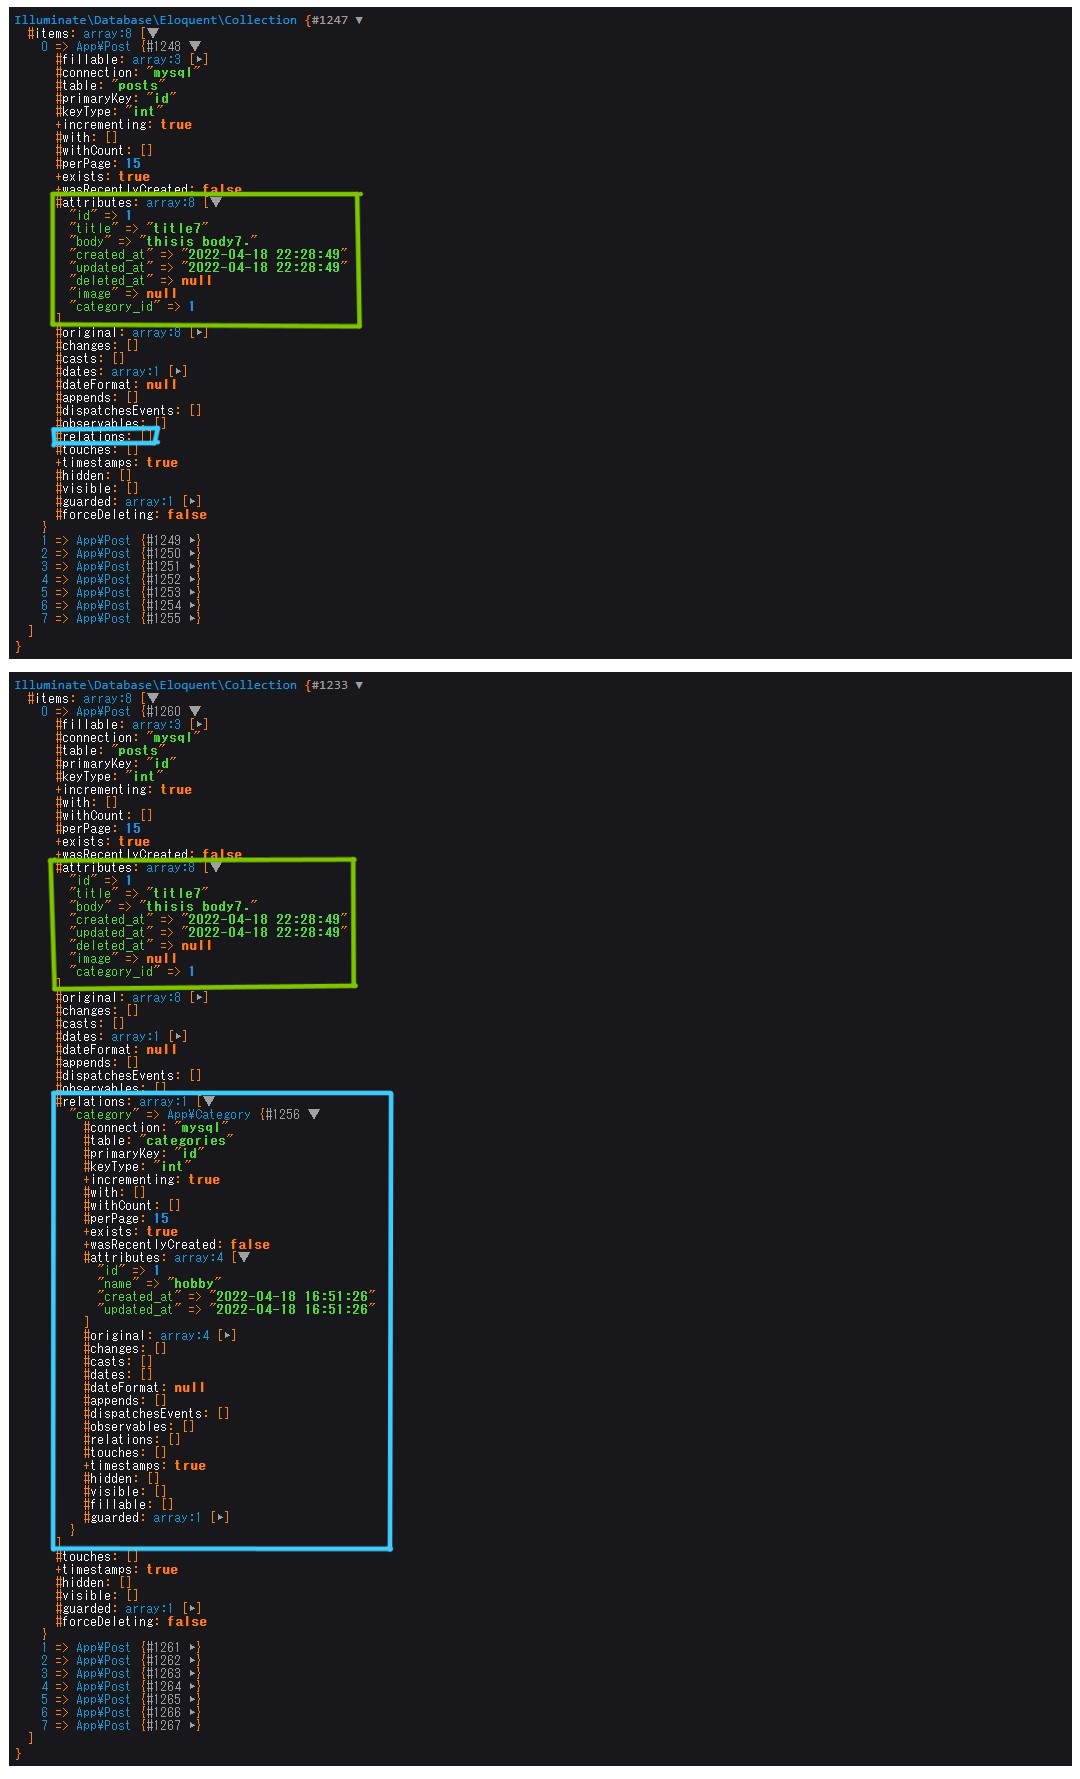 Illuminate\Database\Eloquent\Collection {#1247 ▼
#items: array:8 [▼
0 => App¥Post {#1248 ▼
#fillable: array:3 [▶]
#connection: "mysql"
#table: "posts"
#primaryKey: "id"
#keyType: "int"
+incrementing: true
#with: []
#withCount: []
#perPage: 15
+exists: true
+wasRecentlyCreated: false
#attributes: array:8 [▼
"id" => 1
"title" => "title7"
"body" => "thisis body7."
"created_at" => "2022-04-18 22:28:49"
"updated_at" => "2022-04-18 22:28:49"
"deleted_at" => null
"image" => null
"category_id" => 1
]
#original: array:8 [▶]
#changes: []
#casts: []
#dates: array:1 [▶]
#dateFormat: null
#appends: []
#dispatchesEvents: []
#observables: []
#relations: []
#touches: []
+timestamps: true
#hidden: []
#visible: []
#guarded: array:1 [▶]
#forceDeleting: false
}
1 => App¥Post {#1249 ▶}
2 => App¥Post {#1250 ▶}
3 => App¥Post {#1251 ▶}
4 => App¥Post {#1252 ▶}
5 => App¥Post {#1253 ▶}
6 => App¥Post {#1254 ▶}
7 => App¥Post {#1255 ▶}
]
}
Illuminate\Database\Eloquent\Collection {#1233 ▼
#items: array:8 [▼
0 => App¥Post {#1260 ▼
#fillable: array:3 [▶]
#connection: "mysql"
#table: "posts"
#primaryKey: "id"
#keyType: "int"
+incrementing: true
#with: []
#withCount: []
#perPage: 15
+exists: true
+wasRecentlyCreated: false
#attributes: array:8 [▼
"id" => 1
"title" => "title7"
"body" => "thisis body7."
"created_at" => "2022-04-18 22:28:49"
"updated_at" => "2022-04-18 22:28:49"
"deleted_at" => null
"image" => null
"category_id" => 1
]
#original: array:8 [▶]
#changes: []
#casts: []
#dates: array:1 [▶]
#dateFormat: null
#appends: []
#dispatchesEvents: []
#observables: []
#relations: array:1 [▼
"category" => App¥Category {#1256 ▼
#connection: "mysql"
#table: "categories"
#primaryKey: "id"
#keyType: "int"
+incrementing: true
#with: []
#withCount: []
#perPage: 15
+exists: true
+wasRecentlyCreated: false
#attributes: array:4 [▼
"id" => 1
"name" => "hobby"
"created_at" => "2022-04-18 16:51:26"
"updated_at" => "2022-04-18 16:51:26"
]
#original: array:4 [▶]
#changes: []
#casts: []
#dates: []
#dateFormat: null
#appends: []
#dispatchesEvents: []
#observables: []
#relations: []
#touches: []
+timestamps: true
#hidden: []
#visible: []
#fillable: []
#guarded: array:1 [▶]
}
]
#touches: []
+timestamps: true
#hidden: []
#visible: []
#guarded: array:1 [▶]
#forceDeleting: false
}
1 => App¥Post {#1261 ▶}
2 => App¥Post {#1262 ▶}
3 => App¥Post {#1263 ▶}
4 => App¥Post {#1264 ▶}
5 => App¥Post {#1265 ▶}
6 => App¥Post {#1266 ▶}
7 => App¥Post {#1267 ▶}
]
}